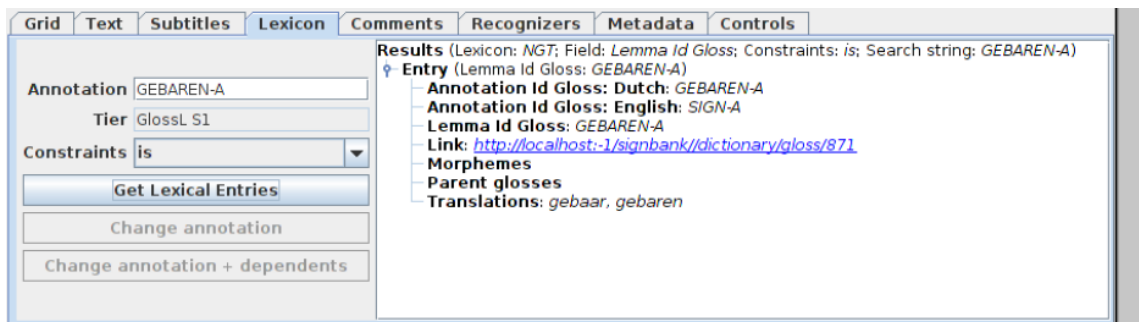 Grid Text Subtitles Lexicon Comments Recognizers Metadata Controls
Annotation GEBAREN-A
Tier GlossL S1
Constraints is
Get Lexical Entries
Change annotation
Change annotation + dependents
Results (Lexicon: NGT; Field: Lemma Id Gloss; Constraints: is; Search string: GEBAREN-A)
Entry (Lemma Id Gloss: GEBAREN-A)
Annotation Id Gloss: Dutch: GEBAREN-A
Annotation Id Gloss: English: SIGN-A
Lemma Id Gloss: GEBAREN-A
Link: http://localhost:-1/signbank//dictionary/gloss/871
Morphemes
Parent glosses
Translations: gebaar, gebaren